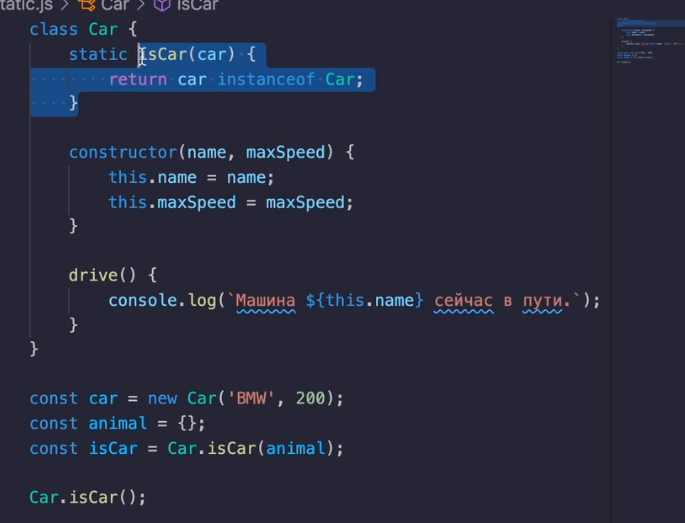 tatic.js > Car > isCar
class Car {
    static isCar(car) {
        return car instanceof Car;
    }
    constructor(name, maxSpeed) {
        this.name = name;
        this.maxSpeed = maxSpeed;
    }
    drive() {
        console.log(`Машина ${this.name} сейчас в пути.`);
    }
}
const car = new Car('BMW', 200);
const animal = {};
const isCar = Car.isCar(animal);
Car.isCar();